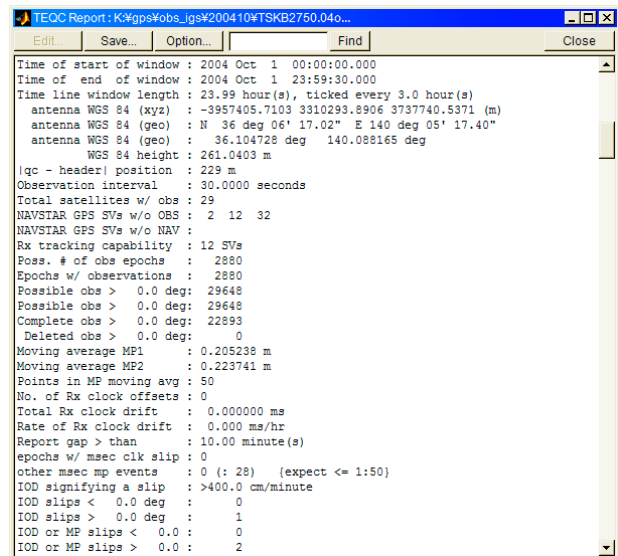 TEQC Report : K:¥gps¥obs_igs¥200410¥TSKB2750.04o...
Edit... Save... Option... Find Close
Time of start of window : 2004 Oct  1  00:00:00.000
Time of  end  of window : 2004 Oct  1  23:59:30.000
Time line window length : 23.99 hour(s), ticked every 3.0 hour(s)
  antenna WGS 84 (xyz)  : -3957405.7103 3310293.8906 3737740.5371 (m)
  antenna WGS 84 (geo)  : N  36 deg 06' 17.02"  E 140 deg 05' 17.40"
  antenna WGS 84 (geo)  :   36.104728 deg   140.088165 deg
          WGS 84 height : 261.0403 m
|qc - header| position  : 229 m
Observation interval    : 30.0000 seconds
Total satellites w/ obs : 29
NAVSTAR GPS SVs w/o OBS :  2  12  32
NAVSTAR GPS SVs w/o NAV :
Rx tracking capability  : 12 SVs
Poss. # of obs epochs   :   2880
Epochs w/ observations  :   2880
Possible obs >   0.0 deg:  29648
Possible obs >   0.0 deg:  29648
Complete obs >   0.0 deg:  22893
 Deleted obs >   0.0 deg:      0
Moving average MP1      : 0.205238 m
Moving average MP2      : 0.223741 m
Points in MP moving avg : 50
No. of Rx clock offsets : 0
Total Rx clock drift    :  0.000000 ms
Rate of Rx clock drift  :  0.000 ms/hr
Report gap > than       : 10.00 minute(s)
epochs w/ msec clk slip : 0
other msec mp events    : 0 (: 28)   {expect <= 1:50}
IOD signifying a slip   : >400.0 cm/minute
IOD slips <   0.0 deg   :      0
IOD slips >   0.0 deg   :      1
IOD or MP slips <   0.0 :      0
IOD or MP slips >   0.0 :      2